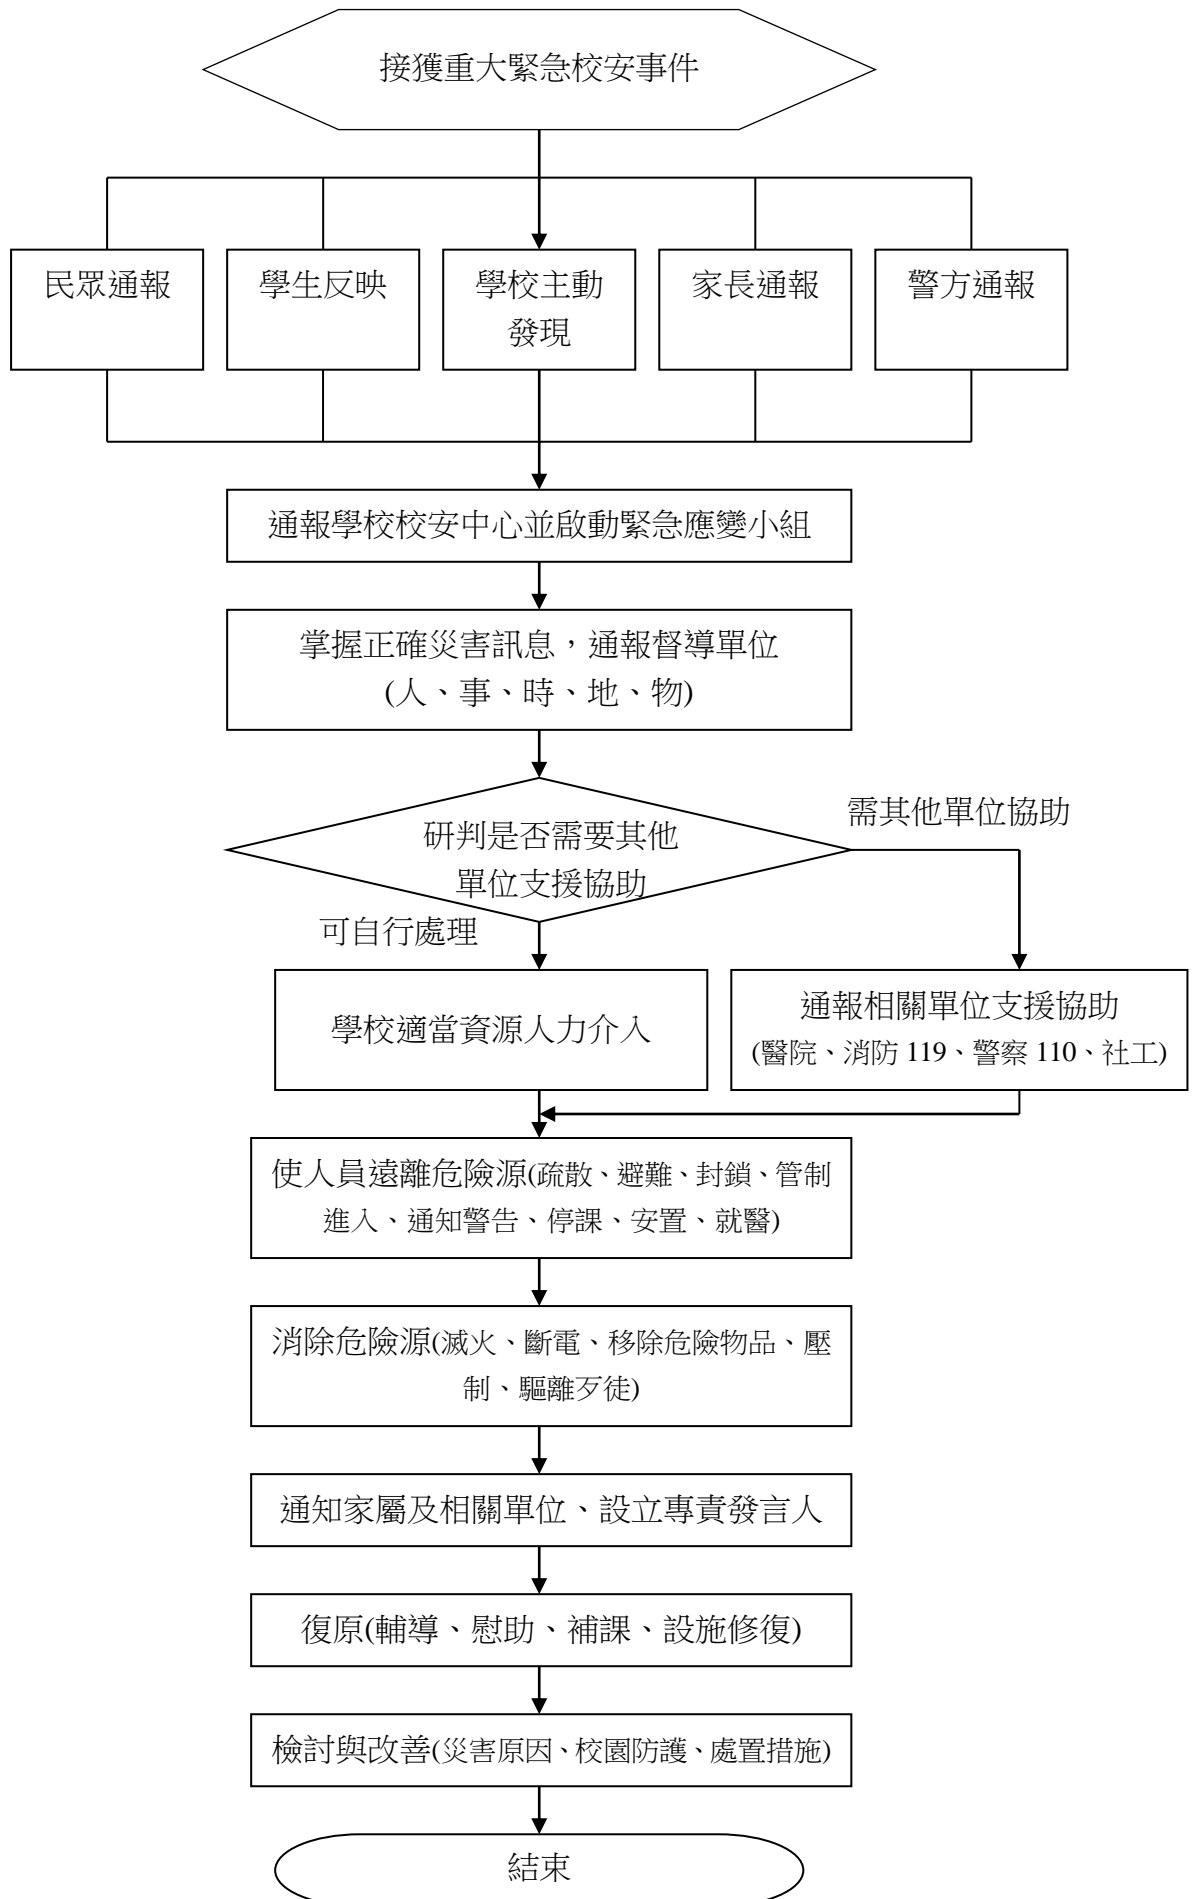 接獲重大緊急校安事件
民眾通報
學生反映
學校主動
發現
家長通報
警方通報
通報學校校安中心並啟動緊急應變小組
掌握正確災害訊息，通報督導單位
(人、事、時、地、物)
研判是否需要其他
單位支援協助
需其他單位協助
可自行處理
學校適當資源人力介入
通報相關單位支援協助
(醫院、消防 119、警察 110、社工)
使人員遠離危險源(疏散、避難、封鎖、管制
進入、通知警告、停課、安置、就醫)
消除危險源(滅火、斷電、移除危險物品、壓
制、驅離歹徒)
通知家屬及相關單位、設立專責發言人
復原(輔導、慰助、補課、設施修復)
檢討與改善(災害原因、校園防護、處置措施)
結束